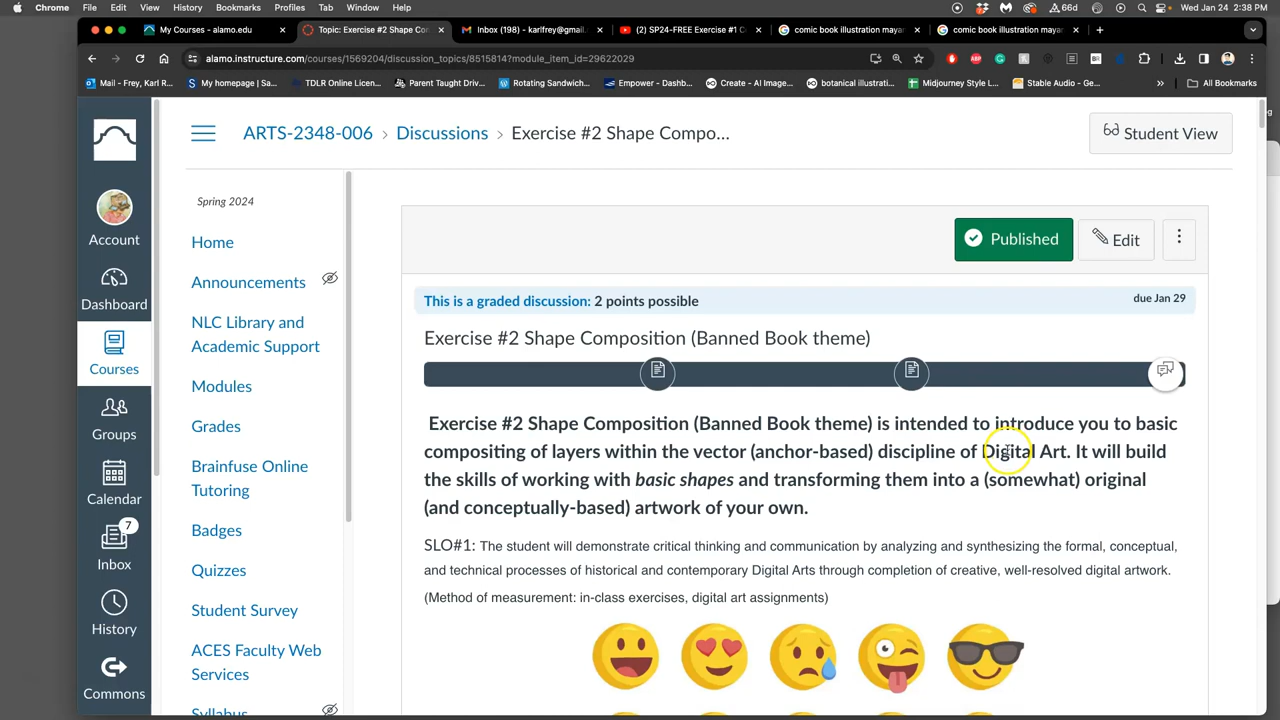 Chrome File Edit View History Bookmarks Profiles Tab Window Help 66d Wed Jan 24 2:38 PM
My Courses - alamo.edu Topic: Exercise #2 Shape Co Inbox (198) - karifrey@gmail. (2) SP24-FREE Exercise #1 C comic book illustration maya comic book illustration maya
alamo.instructure.com/courses/1569204/discussion_topics/8515814?module_item_id=29622029
Mail - Frey, Karl R... My homepage | Sa... TDLR Online Licen... Parent Taught Driv... Rotating Sandwich... Empower - Dashb... Create - AI Image... botanical illustrati... Midjourney Style L... Stable Audio - Ge... » All Bookmarks
ARTS-2348-006 › Discussions › Exercise #2 Shape Compo...
Student View
Account
Dashboard
Courses
Groups
Calendar
7
Inbox
History
Commons
Spring 2024
Home
Announcements
NLC Library and
Academic Support
Modules
Grades
Brainfuse Online
Tutoring
Badges
Quizzes
Student Survey
ACES Faculty Web
Services
Syllabus
Published Edit
This is a graded discussion: 2 points possible due Jan 29
Exercise #2 Shape Composition (Banned Book theme)
Exercise #2 Shape Composition (Banned Book theme) is intended to introduce you to basic
compositing of layers within the vector (anchor-based) discipline of Digital Art. It will build
the skills of working with basic shapes and transforming them into a (somewhat) original
(and conceptually-based) artwork of your own.
SLO#1: The student will demonstrate critical thinking and communication by analyzing and synthesizing the formal, conceptual,
and technical processes of historical and contemporary Digital Arts through completion of creative, well-resolved digital artwork.
(Method of measurement: in-class exercises, digital art assignments)